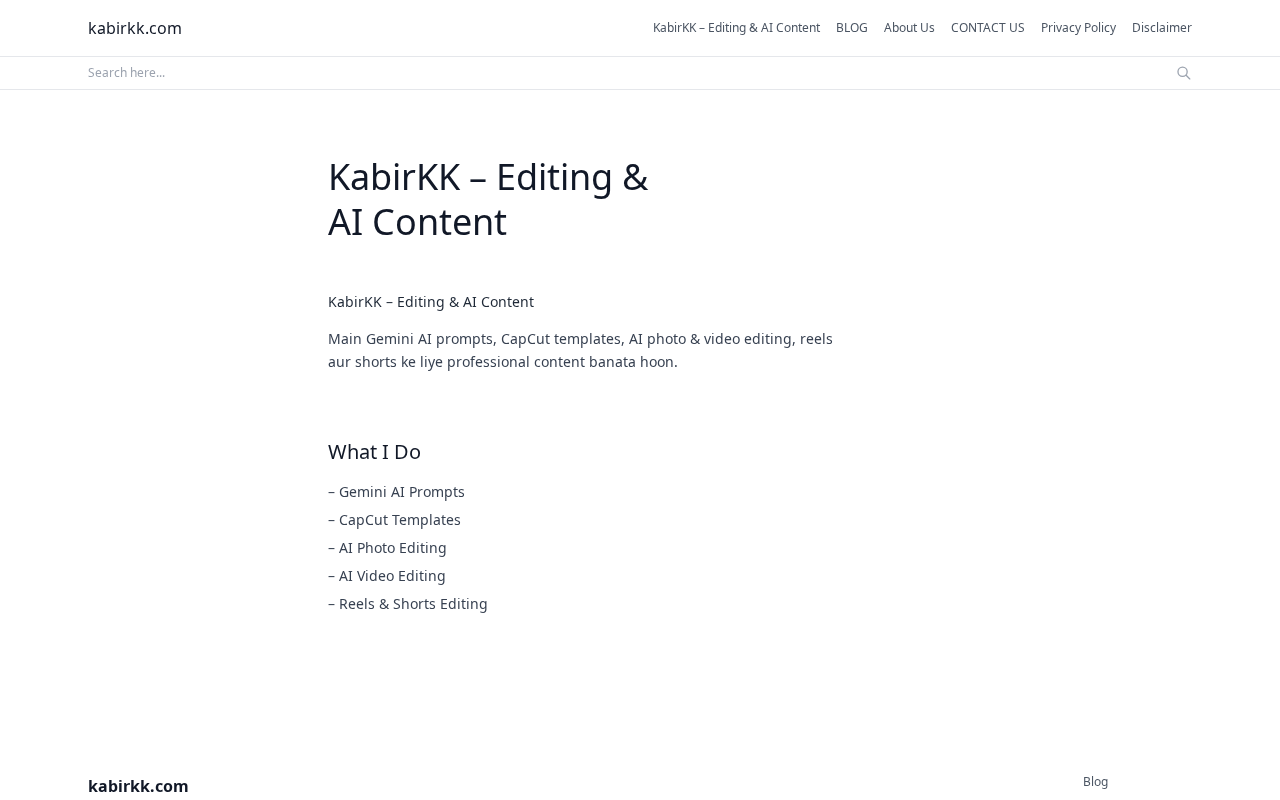 kabirkk.com
KabirKK – Editing & AI Content BLOG About Us CONTACT US Privacy Policy Disclaimer
Search here...
KabirKK – Editing &
AI Content
KabirKK – Editing & AI Content
Main Gemini AI prompts, CapCut templates, AI photo & video editing, reels
aur shorts ke liye professional content banata hoon.
What I Do
– Gemini AI Prompts
– CapCut Templates
– AI Photo Editing
– AI Video Editing
– Reels & Shorts Editing
kabirkk.com
Blog